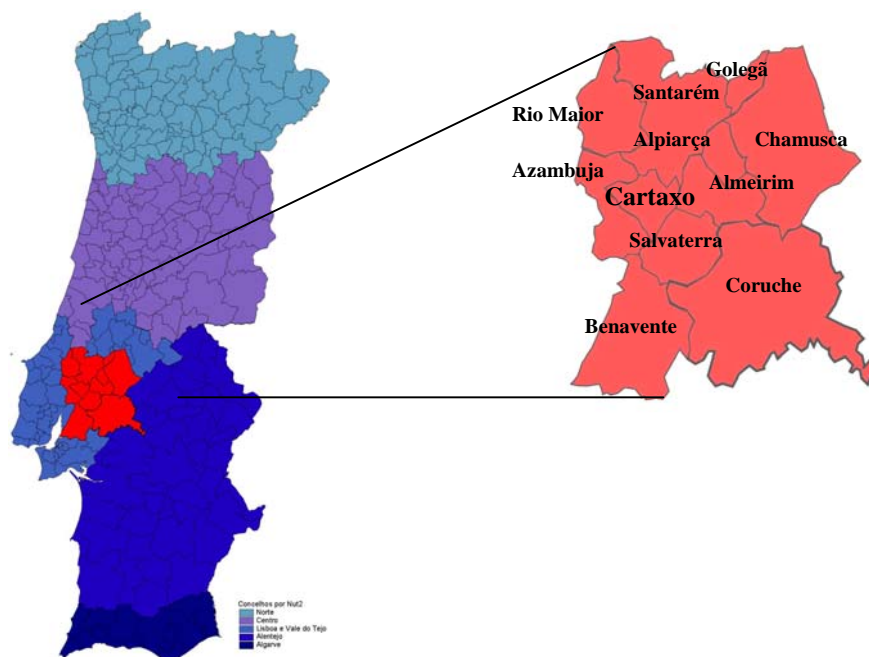 Golegã
Santarém
Rio Maior
Alpiarça
Chamusca
Azambuja
Almeirim
Cartaxo
Salvaterra
Coruche
Benavente
Concelhos por Nut2
Norte
Centro
Lisboa e Vale do Tejo
Alentejo
Algarve